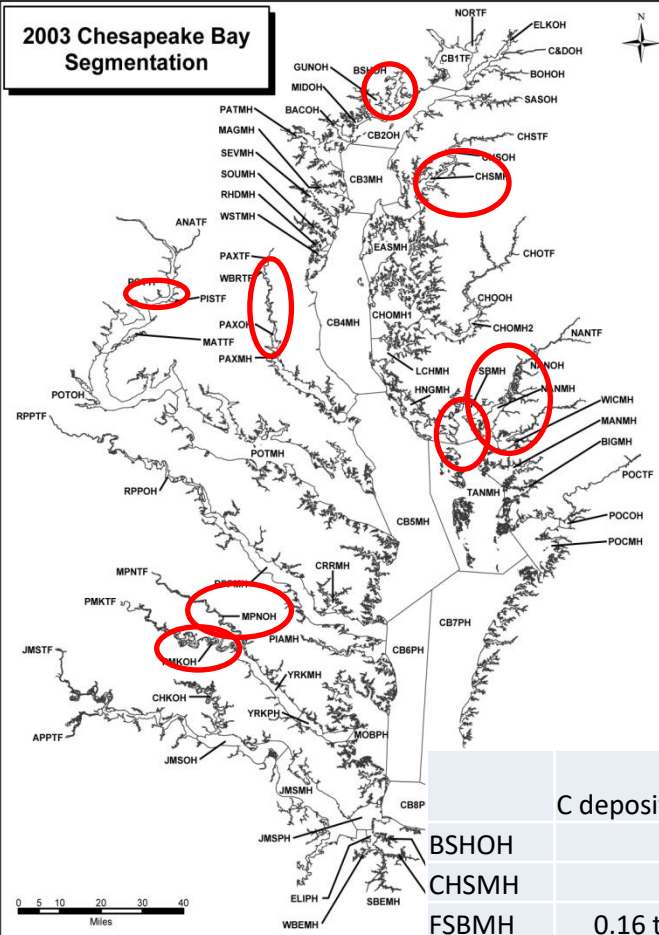 2003 Chesapeake Bay
Segmentation
N
NORTF
ELKOH
C&DOH
CB1TF
BOHOH
SASOH
GUNOH
BSHOH
MIDOH
BACOH
CB2OH
PATMH
MAGMH
SEVMH
SOUMH
RHDMH
WSTMH
CB3MH
CHSTF
CHSMH
EASMH
ANATF
PISTF
MATTF
POTOH
PAXTF
WBRTF
PAXOH
PAXMH
CB4MH
CHOMH1
CHOTF
CHOOH
CHOMH2
LCHMH
HNGMH
SBMH
NANTF
NANOH
NANMH
WICMH
MANMH
BIGMH
POCTF
POCOH
POCMH
TANMH
RPPTF
RPPOH
POTMH
CB5MH
CRRMH
MPNTF
PMKTF
MPNOH
PIAMH
CB6PH
CB7PH
JMSTF
CHKOH
YRKMH
YRKPH
MOBPH
APPTF
JMSOH
JMSMH
JMSPH
CB8P
ELIPH
WBEMH
SBEMH
0 5 10 20 30 40
Miles
C deposi
BSHOH
CHSMH
FSBMH 0.16 t